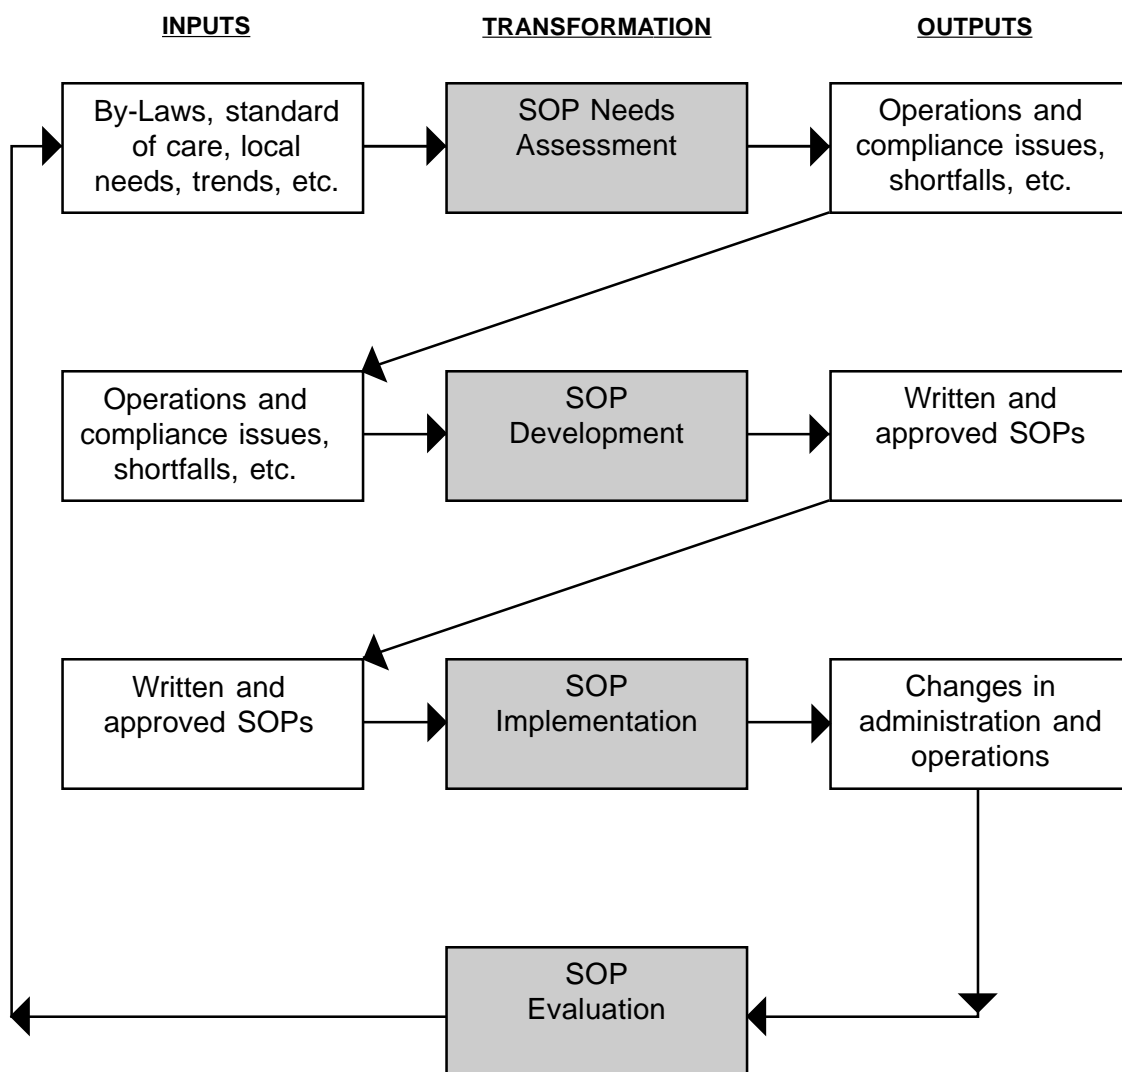 INPUTS
TRANSFORMATION
OUTPUTS
By-Laws, standard
of care, local
needs, trends, etc.
SOP Needs
Assessment
Operations and
compliance issues,
shortfalls, etc.
Operations and
compliance issues,
shortfalls, etc.
SOP
Development
Written and
approved SOPs
Written and
approved SOPs
SOP
Implementation
Changes in
administration and
operations
SOP
Evaluation